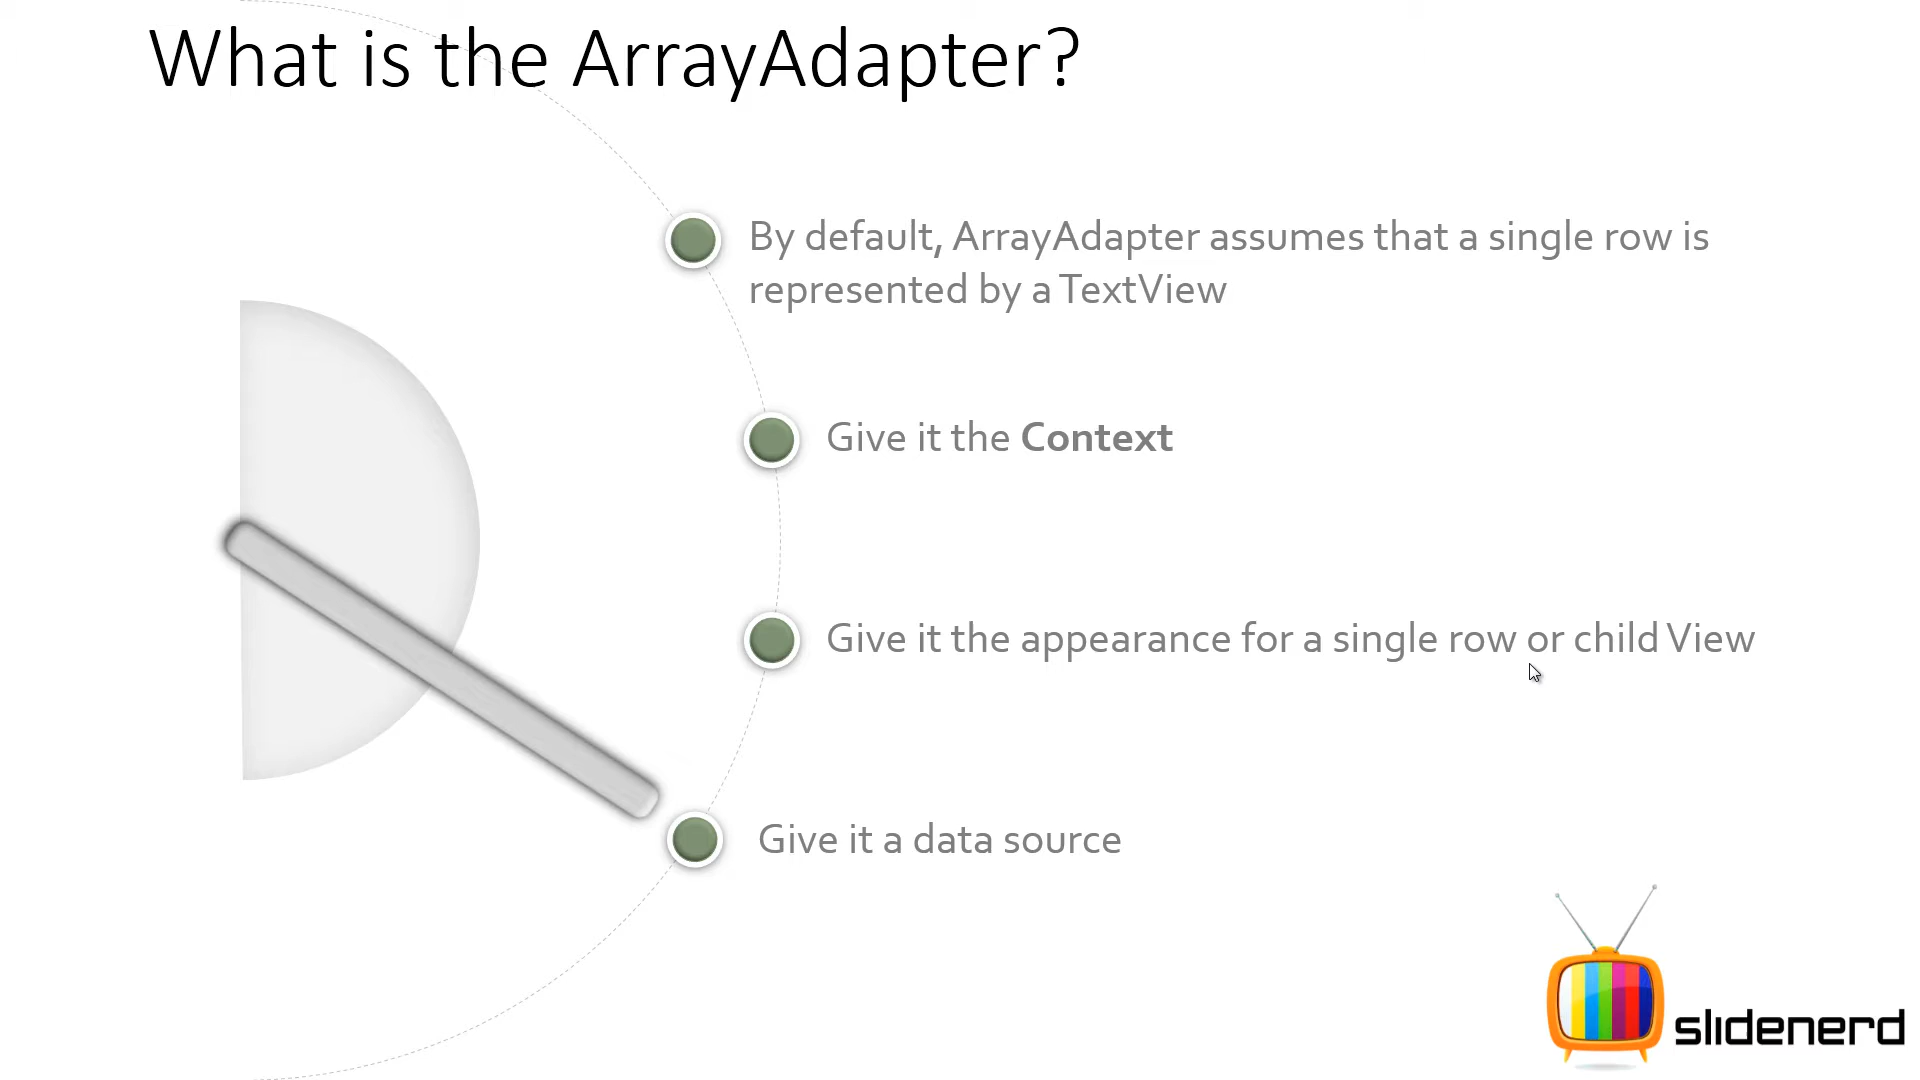 What is the ArrayAdapter?
By default, ArrayAdapter assumes that a single row is
represented by a TextView
Give it the Context
Give it the appearance for a single row or child View
Give it a data source
slidenerd